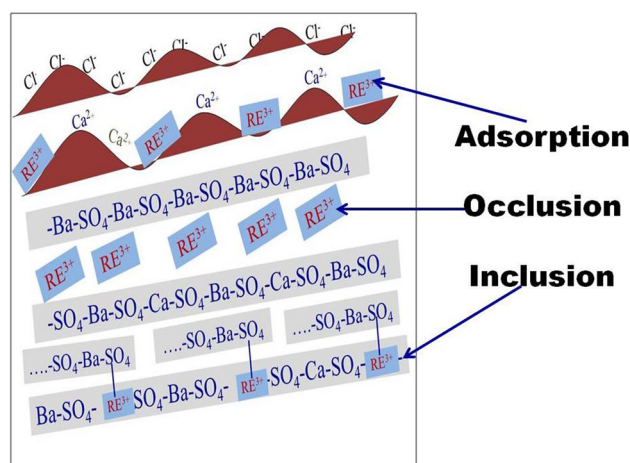 Cl- Cl- Cl- Cl- Cl- Cl- Cl- Cl- Cl- Cl-
RE3+ Ca2+ Ca2+ RE3+ Ca2+ RE3+ Ca2+ RE3+
Adsorption
-Ba-SO4-Ba-SO4-Ba-SO4-Ba-SO4-Ba-SO4
RE3+ RE3+ RE3+ RE3+ RE3+
Occlusion
-SO4-Ba-SO4-Ca-SO4-Ba-SO4-Ca-SO4-Ba-SO4
Inclusion
....-SO4-Ba-SO4 ....-SO4-Ba-SO4 ....-SO4-Ba-SO4
Ba-SO4- RE3+ SO4-Ba-SO4- RE3+ -SO4-Ca-SO4- RE3+ -